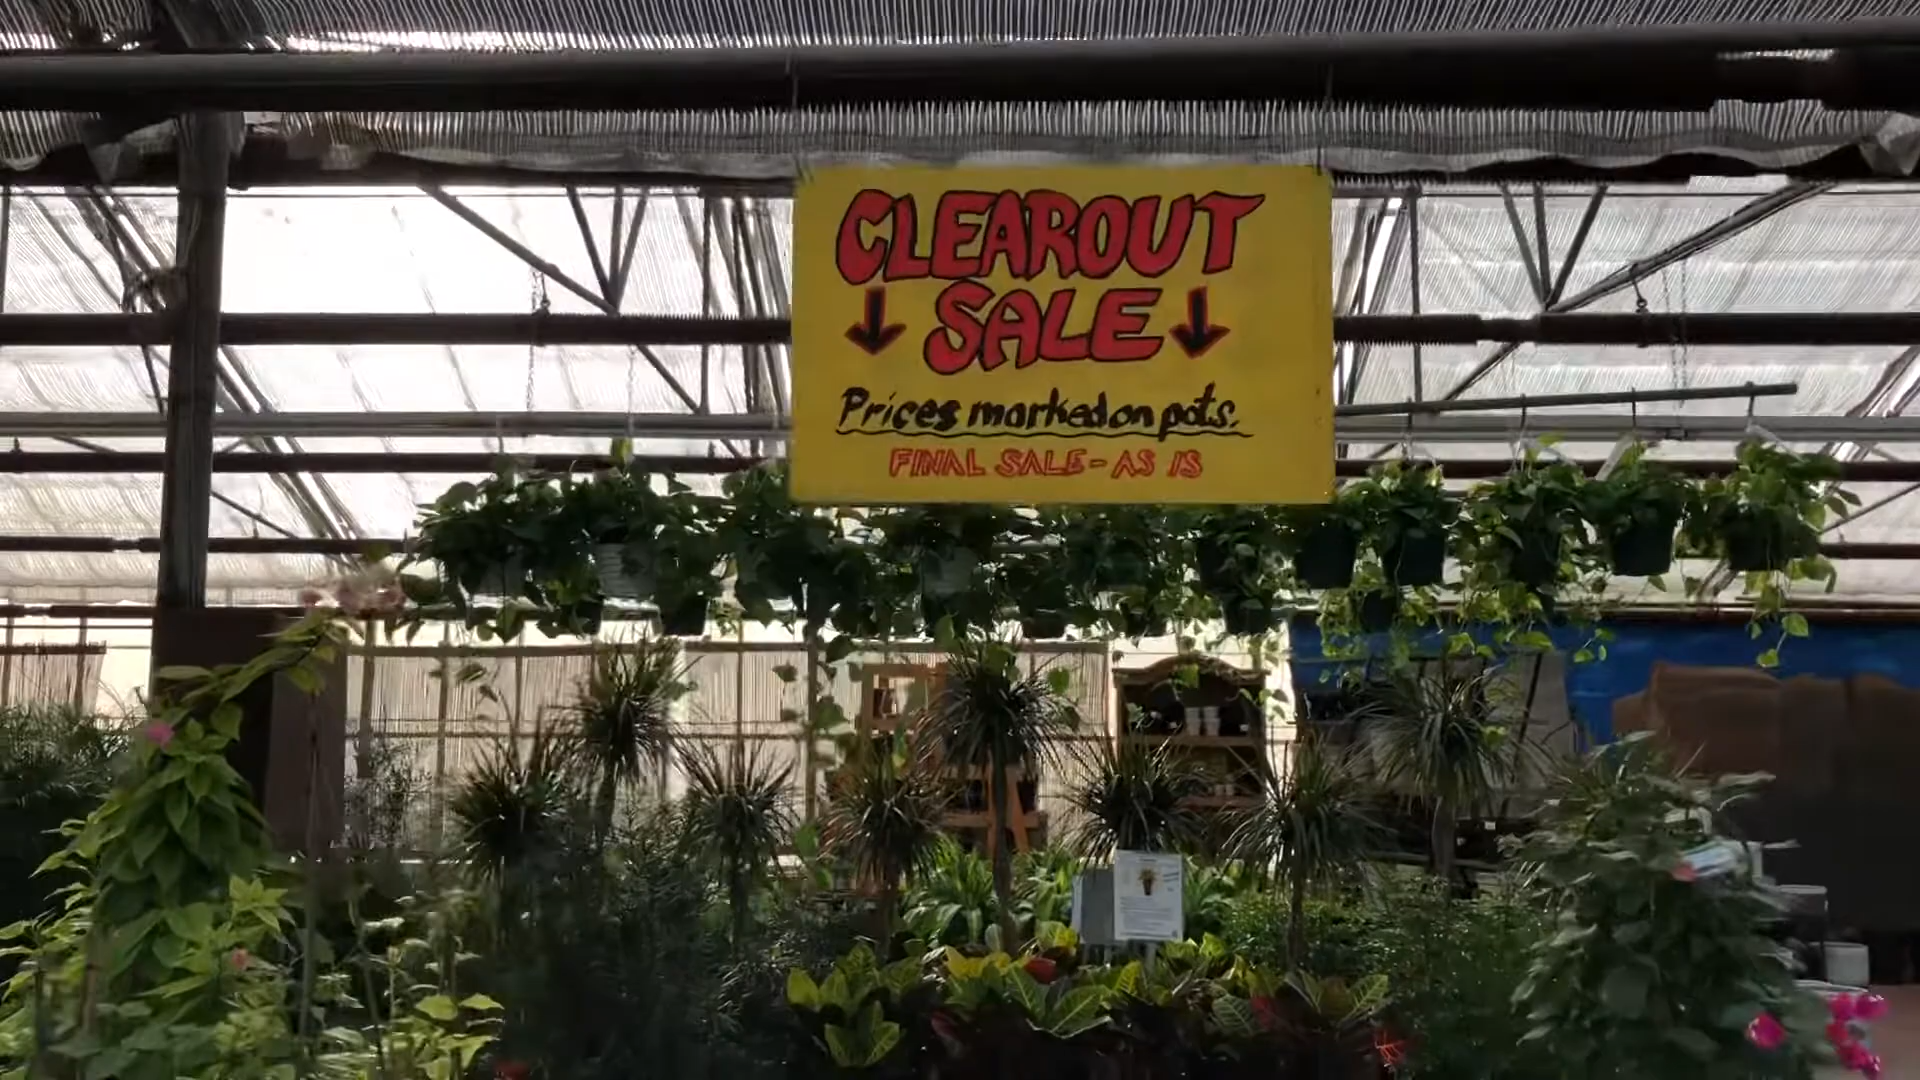 CLEAROUT
SALE
Prices marked on pots.
FINAL SALE - AS IS